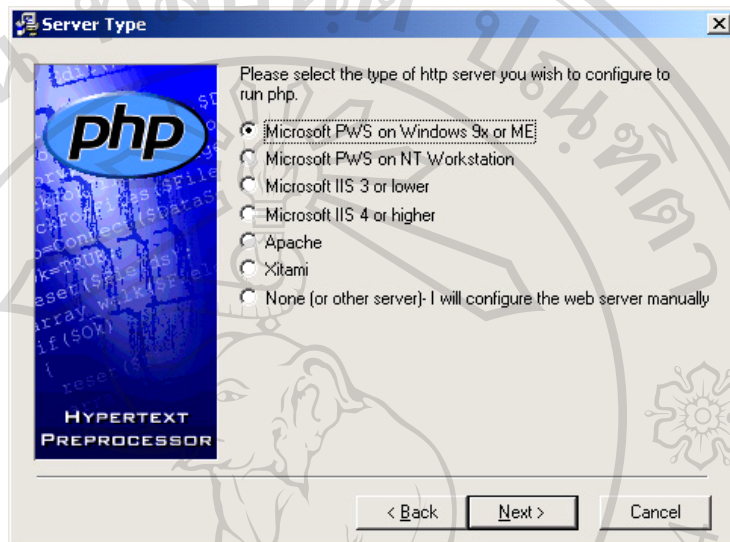 Server Type
Please select the type of http server you wish to configure to
run php.
php
Microsoft PWS on Windows 9x or ME
Microsoft PWS on NT Workstation
Microsoft IIS 3 or lower
Microsoft IIS 4 or higher
Apache
Xitami
None (or other server)- I will configure the web server manually
HYPERTEXT
PREPROCESSOR
< Back
Next >
Cancel